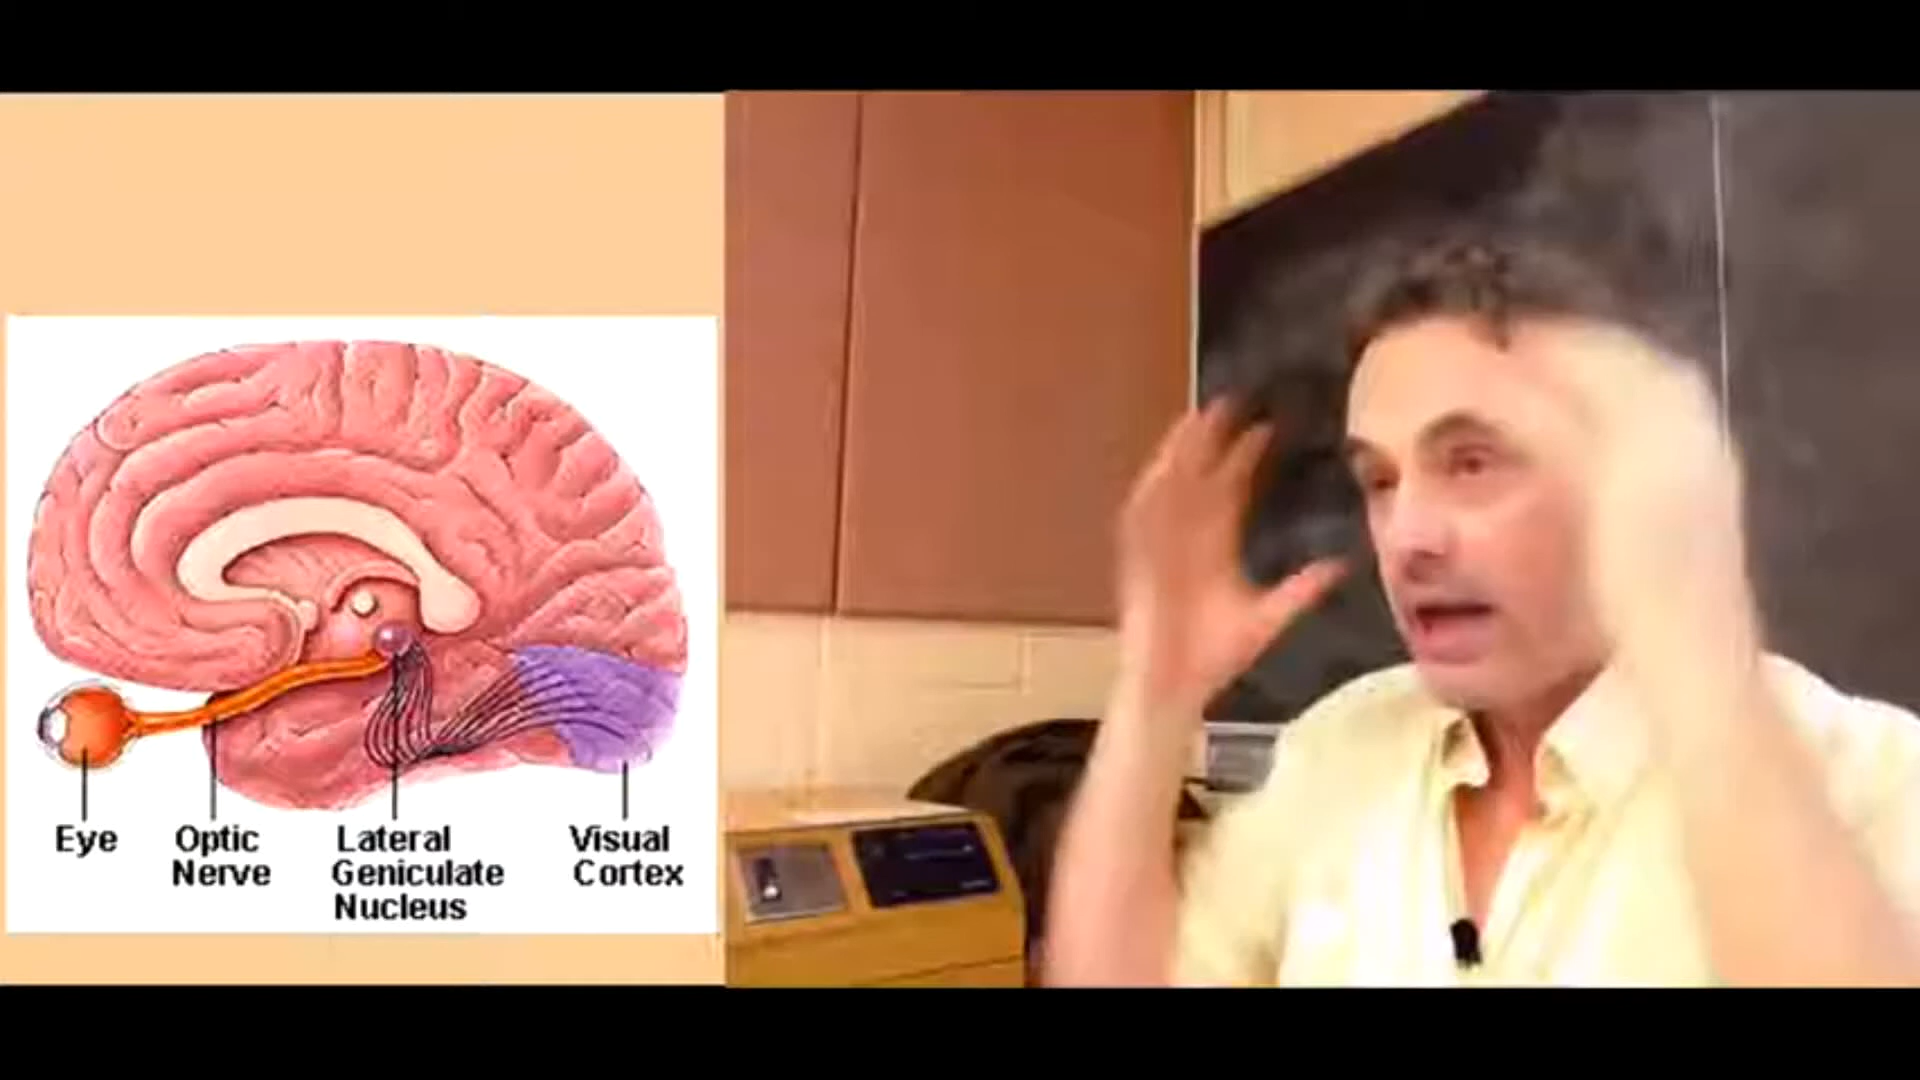 Eye
Optic
Nerve
Lateral
Geniculate
Nucleus
Visual
Cortex